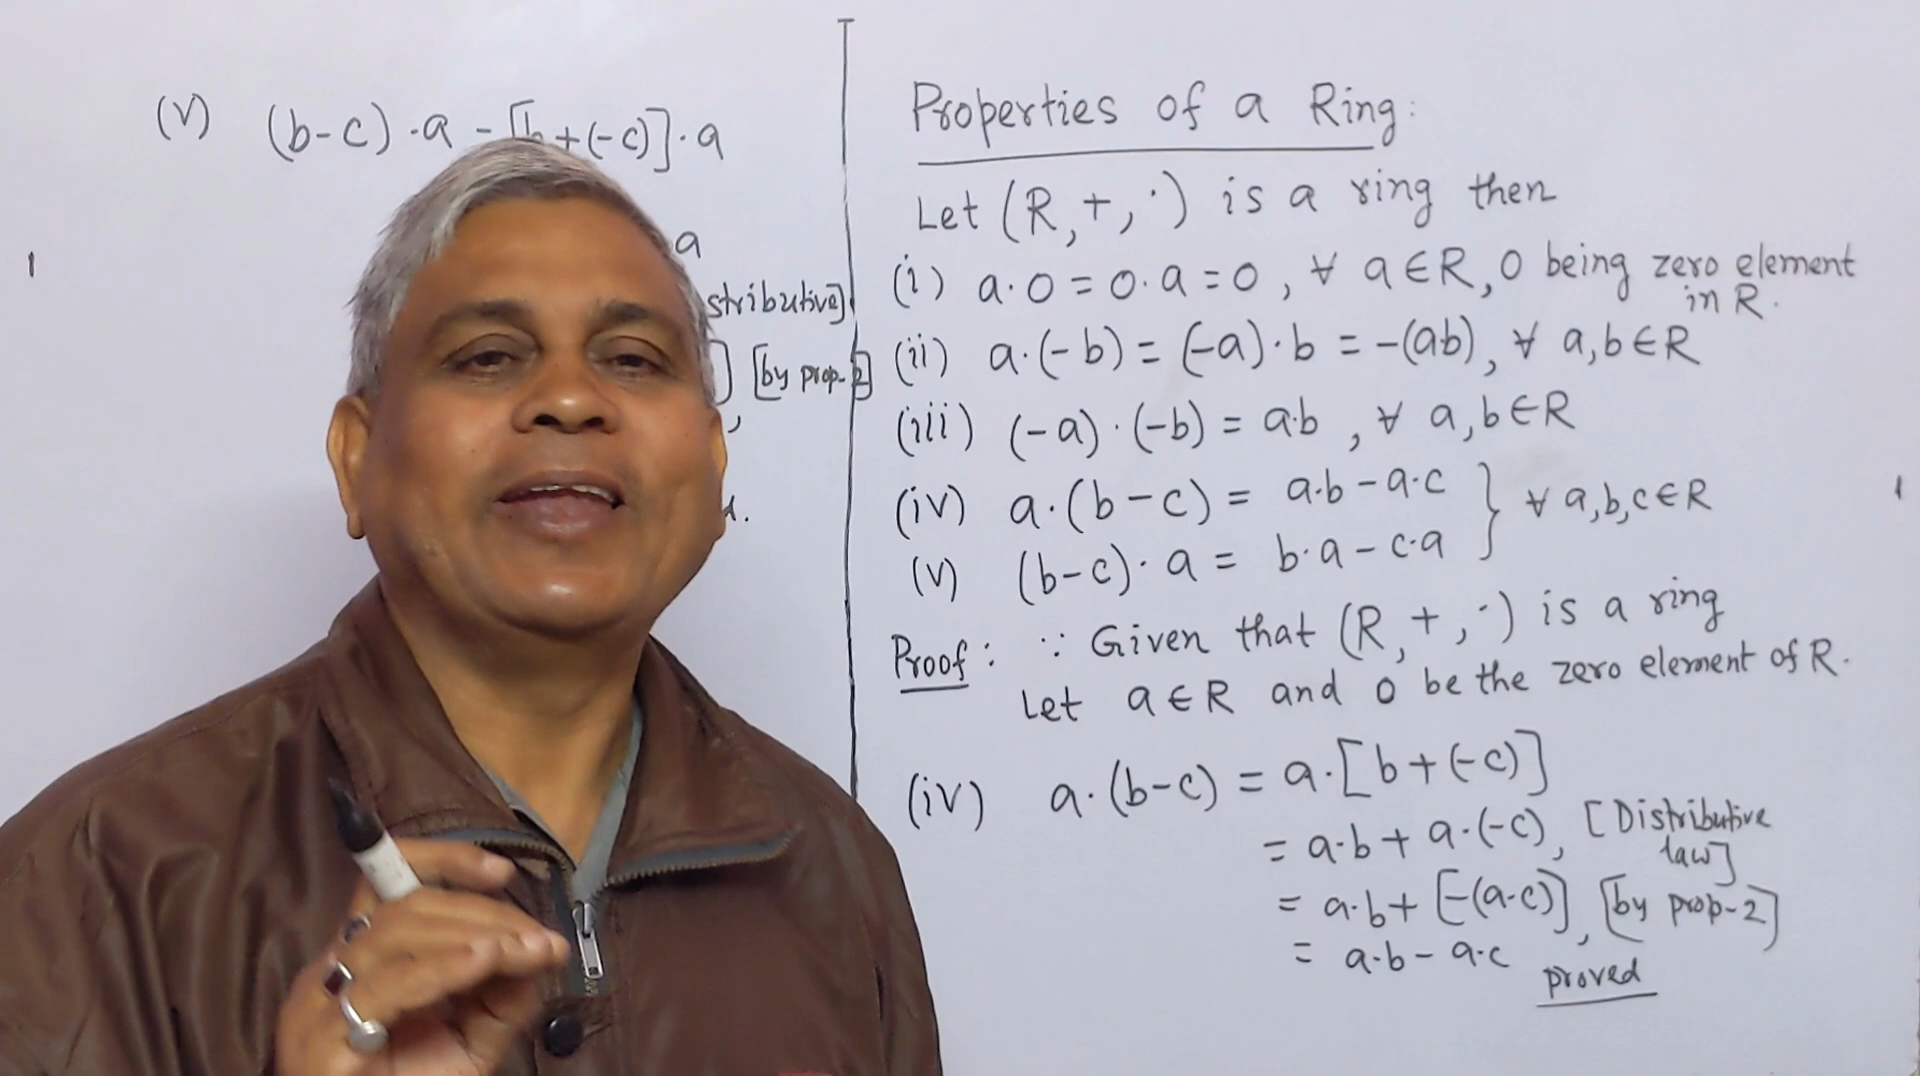 (v) (b-c)·a = [b+(-c)]·a
a
stributive]
] [by prop-2]
,
d.
Properties of a Ring:
Let (R, +, ·) is a ring then
(i) a·0 = 0·a = 0, ∀ a∈R, 0 being zero element
in R.
(ii) a·(-b) = (-a)·b = -(ab), ∀ a,b∈R
(iii) (-a)·(-b) = a·b, ∀ a,b∈R
(iv) a·(b-c) = a·b-a·c } ∀ a,b,c∈R
(v) (b-c)·a = b·a-c·a
Proof: ∵ Given that (R, +, ·) is a ring
Let a∈R and 0 be the zero element of R.
(iv) a·(b-c) = a·[b+(-c)]
= a·b+a·(-c), [Distributive
law]
= a·b+[-(a·c)], [by prop-2]
= a·b-a·c
proved